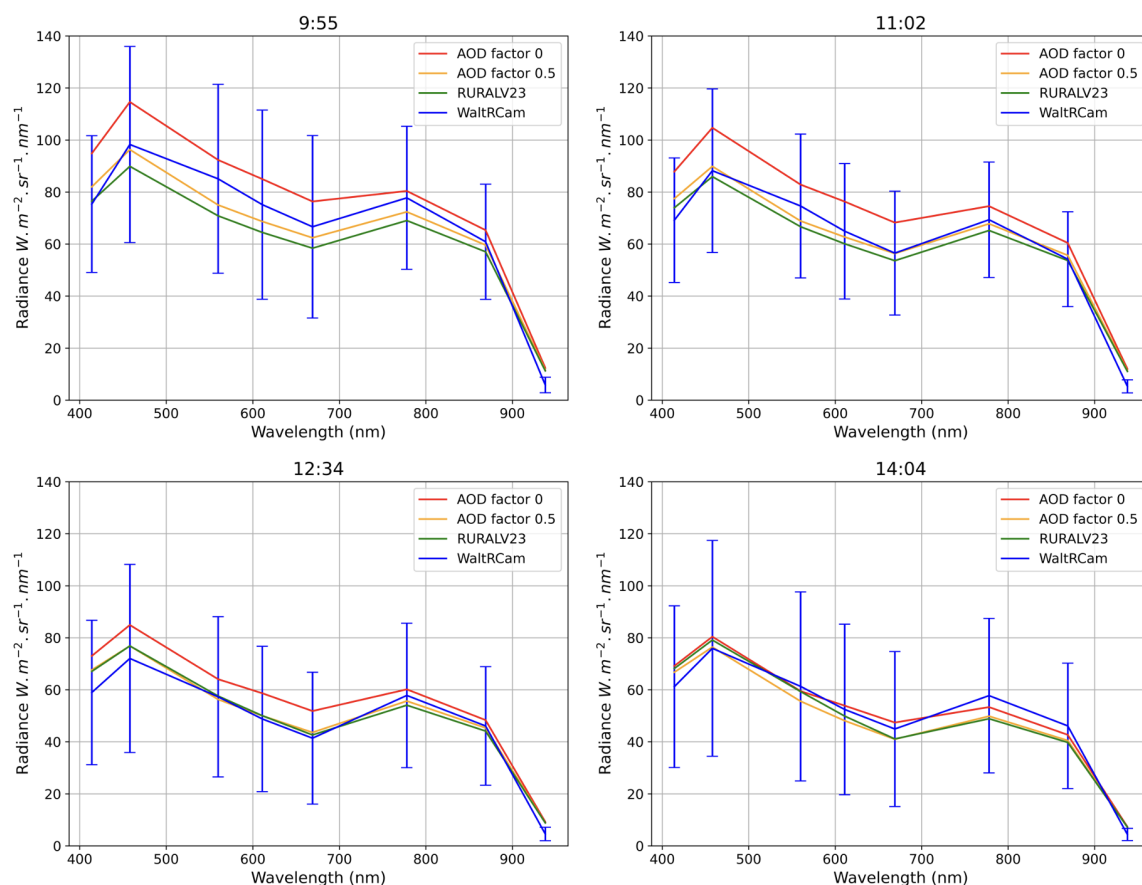 9:55
140
120
100
80
60
40
20
0
Radiance W. m⁻². sr⁻¹. nm⁻¹
AOD factor 0
AOD factor 0.5
RURALV23
WaltRCam
400 500 600 700 800 900
Wavelength (nm)
11:02
140
120
100
80
60
40
20
0
Radiance W. m⁻². sr⁻¹. nm⁻¹
AOD factor 0
AOD factor 0.5
RURALV23
WaltRCam
400 500 600 700 800 900
Wavelength (nm)
12:34
140
120
100
80
60
40
20
0
Radiance W. m⁻². sr⁻¹. nm⁻¹
AOD factor 0
AOD factor 0.5
RURALV23
WaltRCam
400 500 600 700 800 900
Wavelength (nm)
14:04
140
120
100
80
60
40
20
0
Radiance W. m⁻². sr⁻¹. nm⁻¹
AOD factor 0
AOD factor 0.5
RURALV23
WaltRCam
400 500 600 700 800 900
Wavelength (nm)